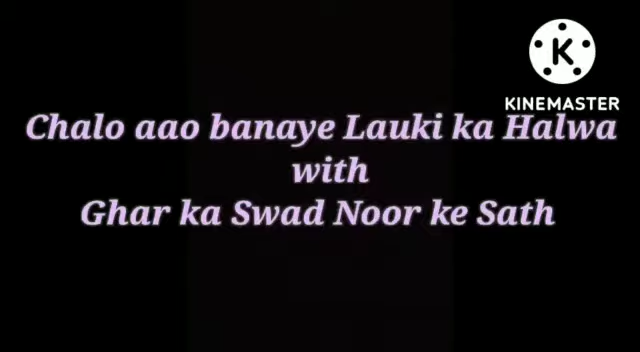 K
KINEMASTER
Chalo aao banaye Lauki ka Halwa
with
Ghar ka Swad Noor ke Sath